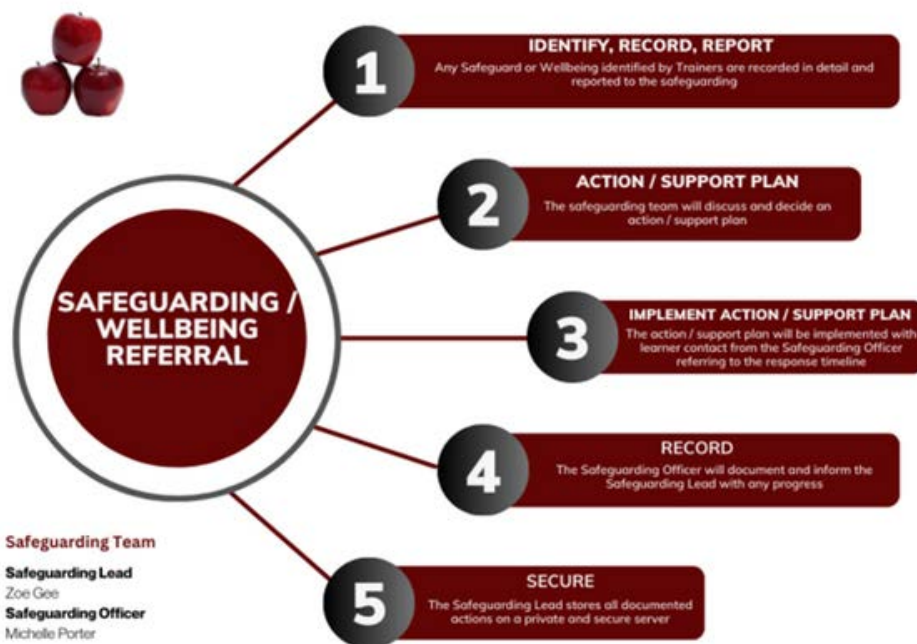 1
IDENTIFY, RECORD, REPORT
Any Safeguard or Wellbeing identified by Trainers are recorded in detail and
reported to the safeguarding
2
ACTION / SUPPORT PLAN
The safeguarding team will discuss and decide an
action / support plan
SAFEGUARDING /
WELLBEING
REFERRAL
3
IMPLEMENT ACTION / SUPPORT PLAN
The action / support plan will be implemented with
learner contact from the Safeguarding Officer
referring to the response timeline
4
RECORD
The Safeguarding Officer will document and inform the
Safeguarding Lead with any progress
5
SECURE
The Safeguarding Lead stores all documented
actions on a private and secure server
Safeguarding Team
Safeguarding Lead
Zoe Gee
Safeguarding Officer
Michelle Porter